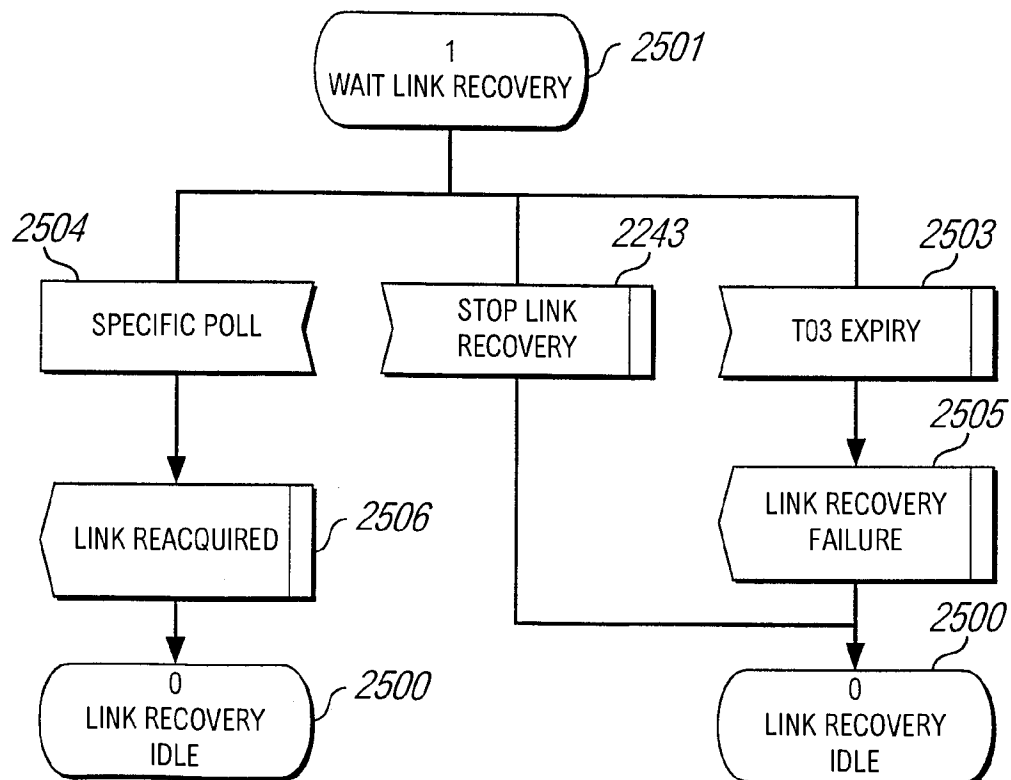 1
WAIT LINK RECOVERY
2501
2504
2243
2503
SPECIFIC POLL
STOP LINK
RECOVERY
T03 EXPIRY
2505
LINK REACQUIRED
2506
LINK RECOVERY
FAILURE
2500
0
LINK RECOVERY
IDLE
2500
0
LINK RECOVERY
IDLE